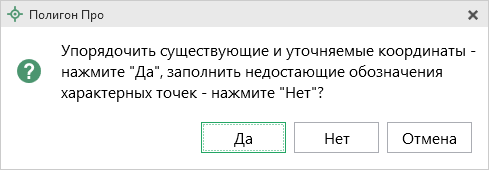 Полигон Про
Упорядочить существующие и уточняемые координаты -
нажмите "Да", заполнить недостающие обозначения
характерных точек - нажмите "Нет"?
Да
Нет
Отмена